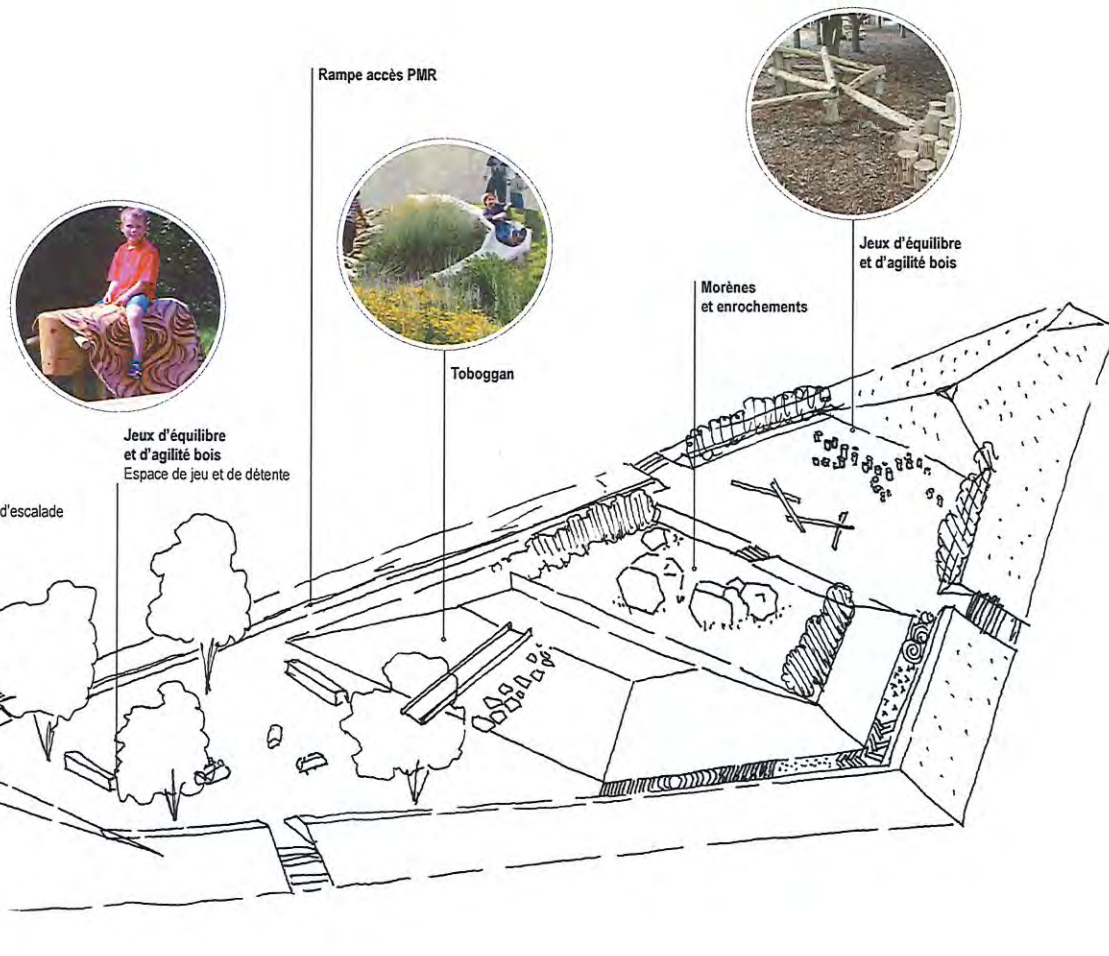 Rampe accès PMR
Jeux d'équilibre
et d'agilité bois
Morènes
et enrochements
Toboggan
Jeux d'équilibre
et d'agilité bois
Espace de jeu et de détente
d'escalade